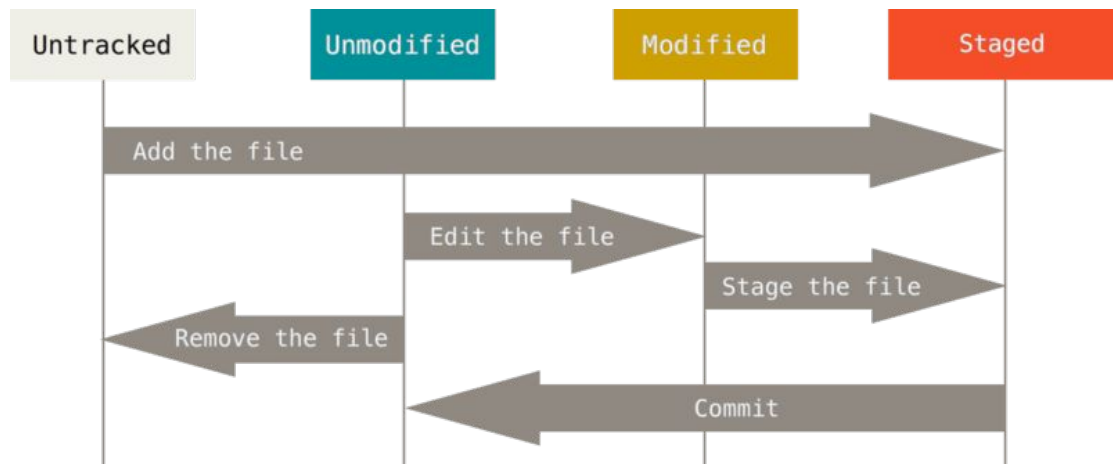 Untracked
Unmodified
Modified
Staged
Add the file
Edit the file
Stage the file
Remove the file
Commit